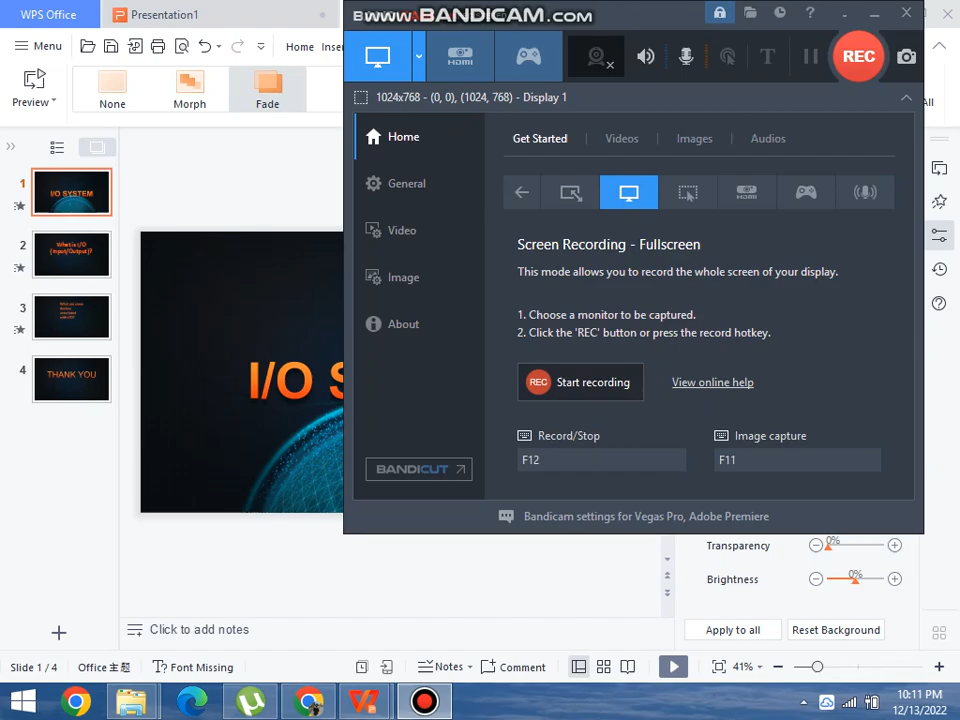 WPS Office
Presentation1
www.BANDICAM.com
Menu
Home
Inser
REC
Preview
None
Morph
Fade
All
1024x768 - (0, 0), (1024, 768) - Display 1
Home
General
Video
Image
About
BANDICUT
Get Started
Videos
Images
Audios
HDMI
Screen Recording - Fullscreen
This mode allows you to record the whole screen of your display.
1. Choose a monitor to be captured.
2. Click the 'REC' button or press the record hotkey.
REC Start recording
View online help
Record/Stop
F12
Image capture
F11
Bandicam settings for Vegas Pro, Adobe Premiere
1
I/O SYSTEM
2
What is I/O
(Input/Output)?
3
4
THANK YOU
I/O S
Transparency
0%
Brightness
0%
Apply to all
Reset Background
Click to add notes
Slide 1 / 4
Office 主题
Font Missing
Notes
Comment
41%
10:11 PM
12/13/2022